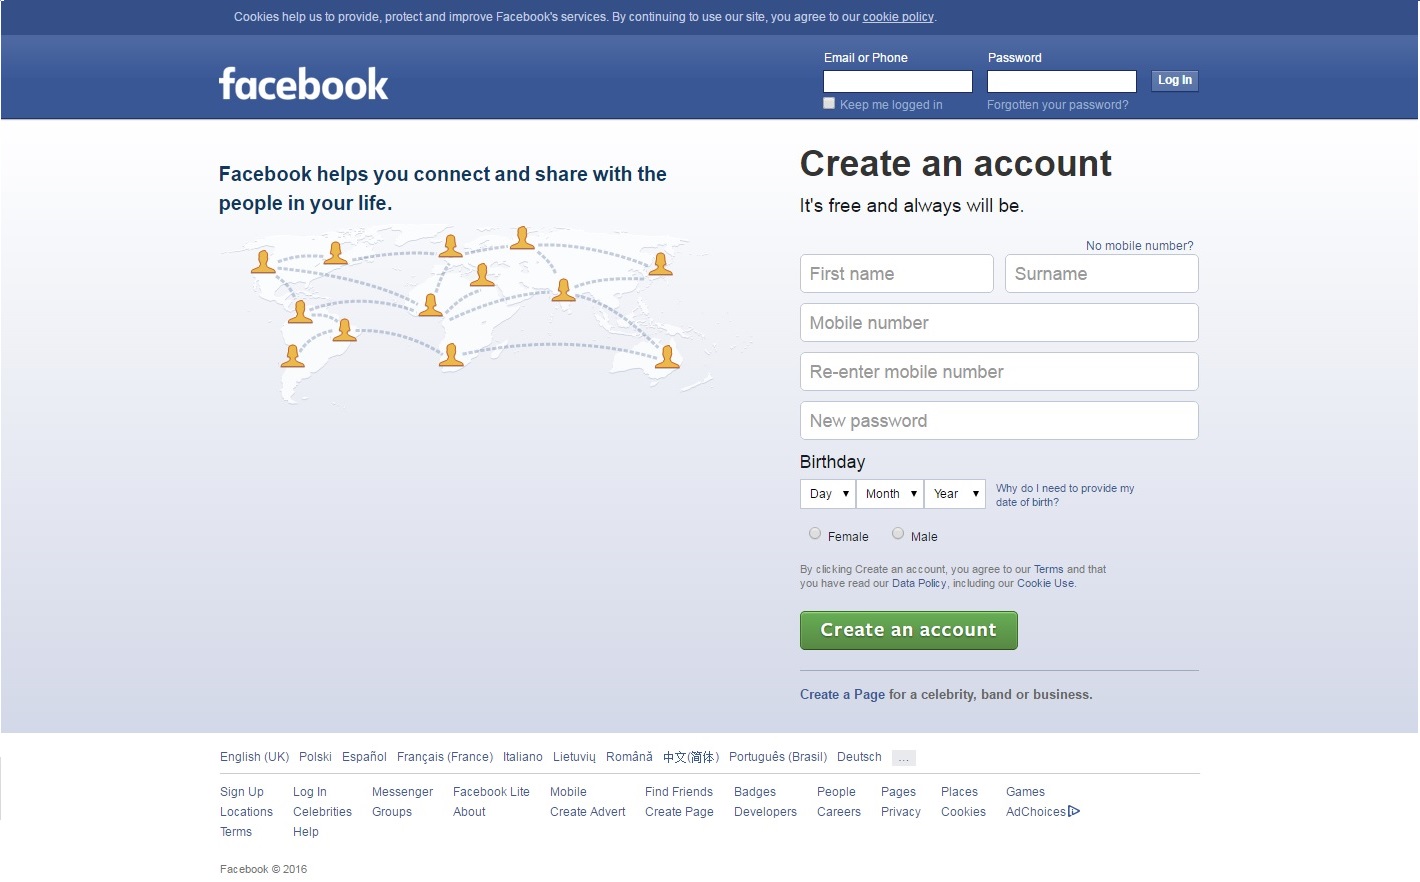 Cookies help us to provide, protect and improve Facebook's services. By continuing to use our site, you agree to our cookie policy.
facebook
Email or Phone
Password
Log In
Keep me logged in
Forgotten your password?
Facebook helps you connect and share with the
people in your life.
Create an account
It's free and always will be.
No mobile number?
First name
Surname
Mobile number
Re-enter mobile number
New password
Birthday
Day
Month
Year
Why do I need to provide my
date of birth?
Female
Male
By clicking Create an account, you agree to our Terms and that
you have read our Data Policy, including our Cookie Use.
Create an account
Create a Page for a celebrity, band or business.
English (UK) Polski Español Français (France) Italiano Lietuvių Română 中文(简体) Português (Brasil) Deutsch ...
Sign Up Log In Messenger Facebook Lite Mobile Find Friends Badges People Pages Places Games
Locations Celebrities Groups About Create Advert Create Page Developers Careers Privacy Cookies AdChoices
Terms Help
Facebook © 2016